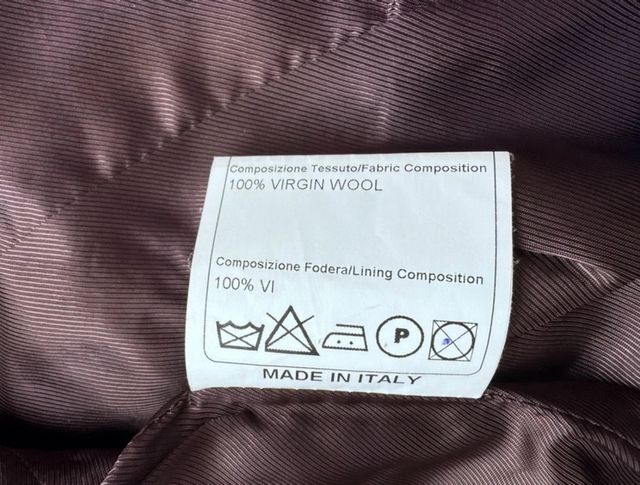 Composizione Tessuto/Fabric Composition
100% VIRGIN WOOL
Composizione Fodera/Lining Composition
100% VI
P
MADE IN ITALY